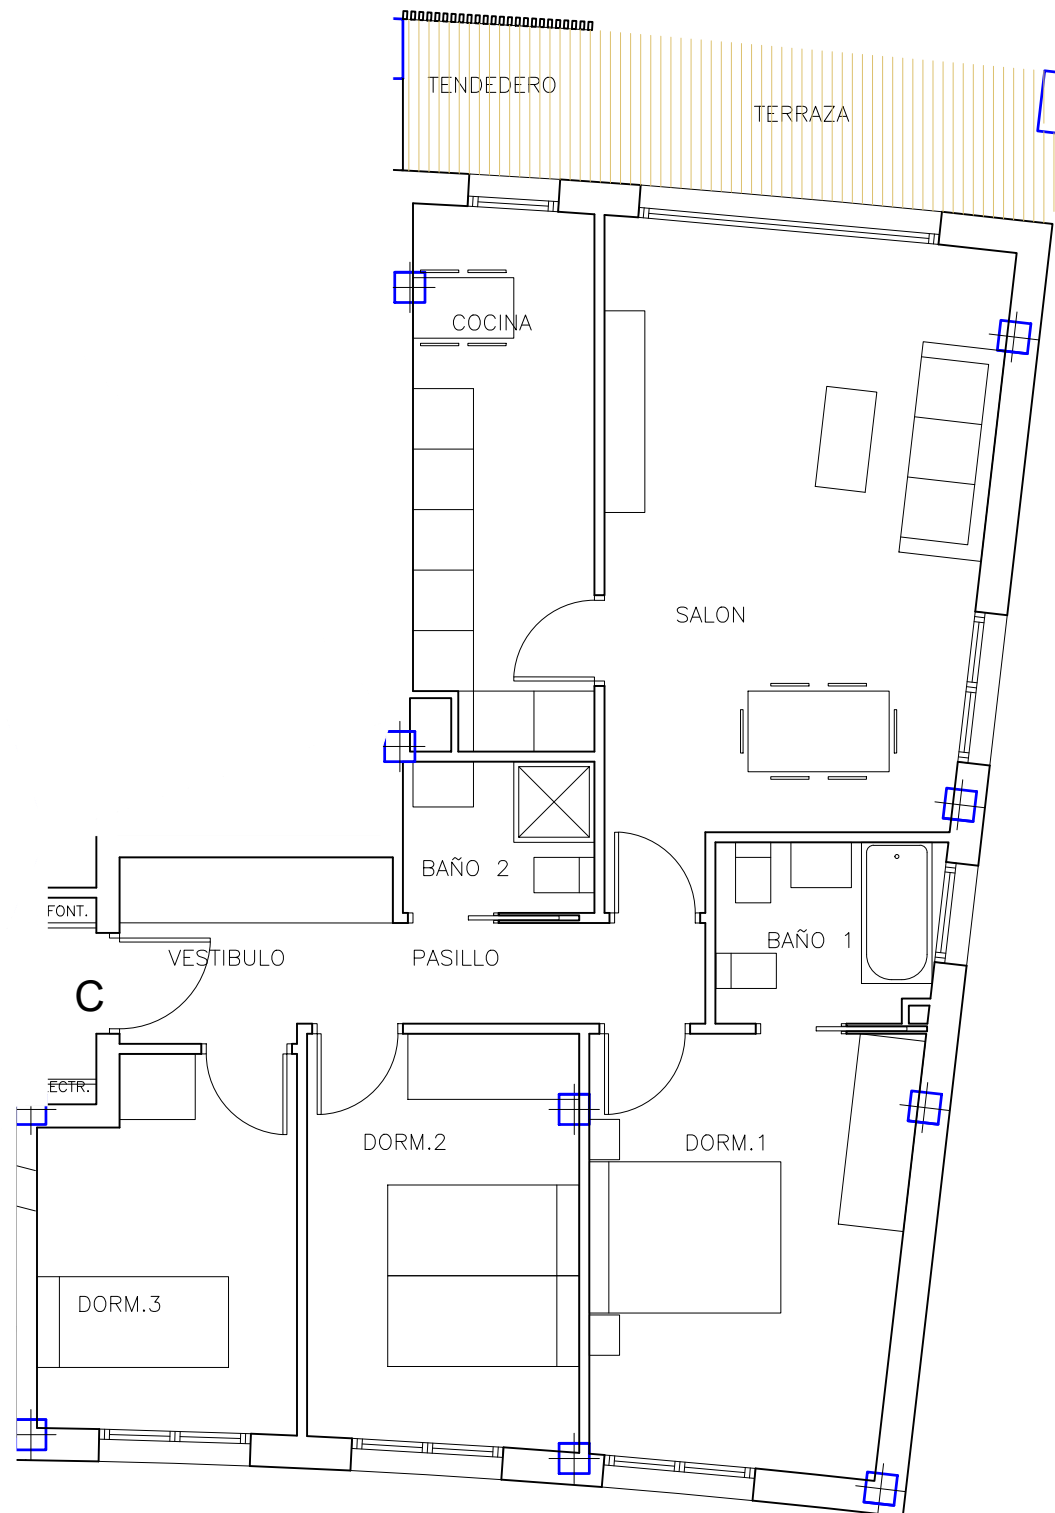 TENDEDERO
TERRAZA
COCINA
SALON
BAÑO 2
FONT.
BAÑO 1
VESTIBULO
PASILLO
C
ECTR.
DORM.2
DORM.1
DORM.3